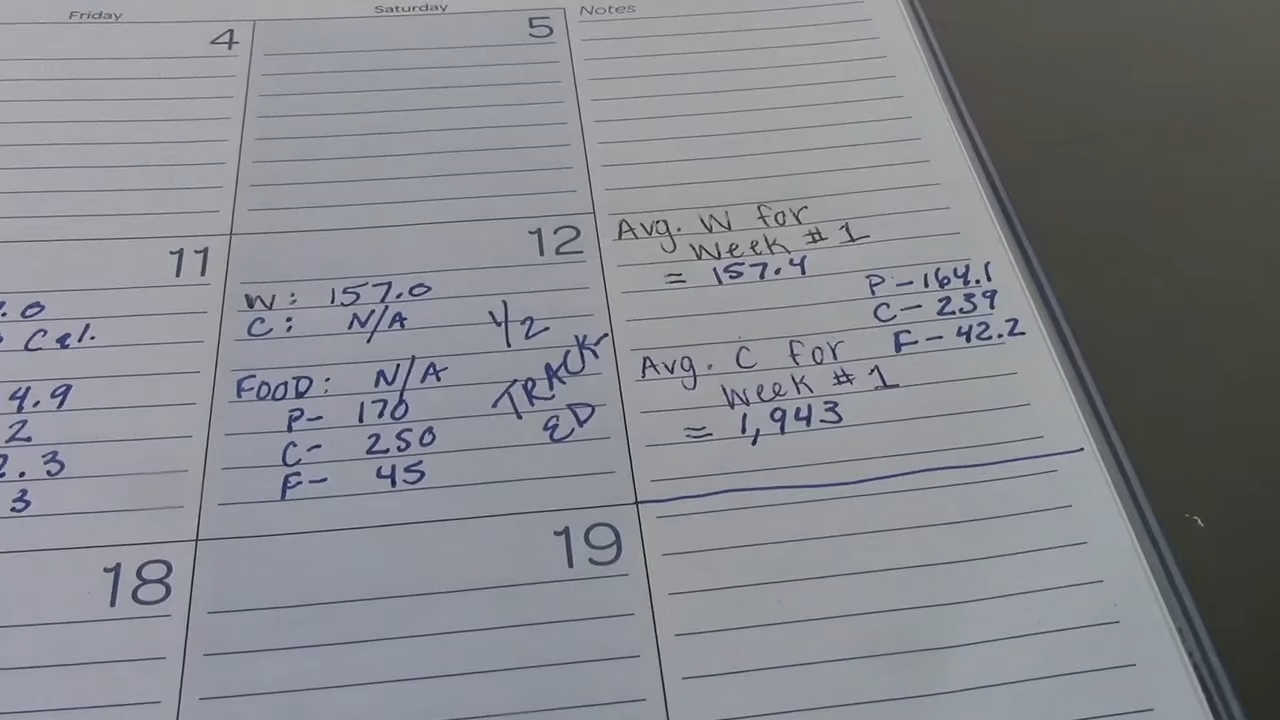 Friday
Saturday
Notes
4
5
11
.0
Cal.
4.9
2
2.3
3
12
W: 157.0
C: N/A
1/2
TRACK
ED
FOOD: N/A
P- 170
C- 250
F- 45
Avg. W for
Week #1
= 157.4
P-164.1
C-239
F-42.2
Avg. C for
Week #1
= 1,943
18
19